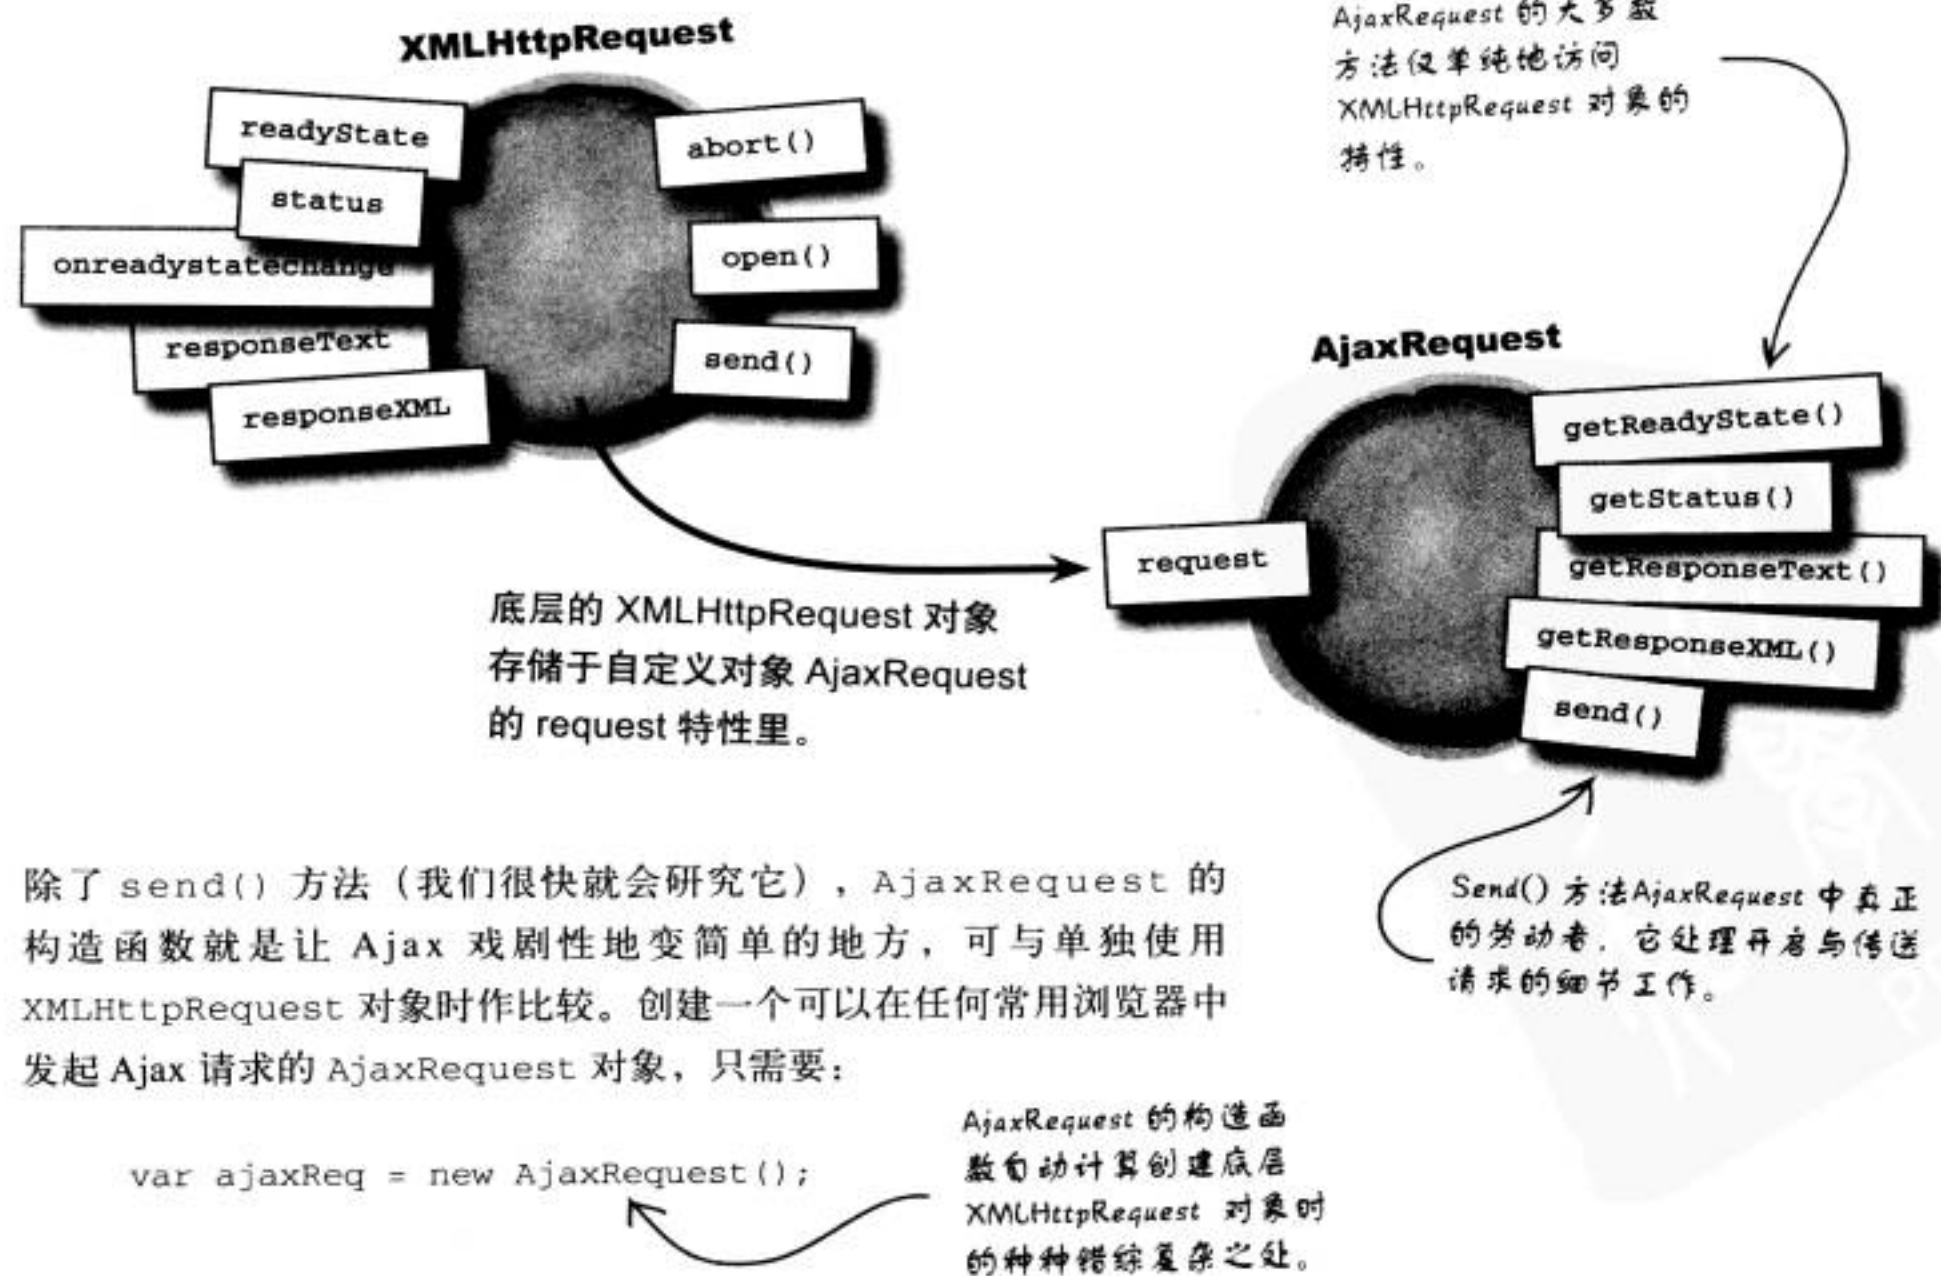 XMLHttpRequest
readyState
status
onreadystatechange
responseText
responseXML
abort()
open()
send()
AjaxRequest 的大多数
方法仅单纯地访问
XMLHttpRequest 对象的
特性。
AjaxRequest
request
getReadyState()
getStatus()
getResponseText()
getResponseXML()
send()
底层的 XMLHttpRequest 对象
存储于自定义对象 AjaxRequest
的 request 特性里。
Send() 方法AjaxRequest 中真正
的劳动者，它处理开启与传送
请求的细节工作。
除了 send() 方法（我们很快就会研究它），AjaxRequest 的
构造函数就是让 Ajax 戏剧性地变简单的地方，可与单独使用
XMLHttpRequest 对象时作比较。创建一个可以在任何常用浏览器中
发起 Ajax 请求的 AjaxRequest 对象，只需要：
var ajaxReq = new AjaxRequest();
AjaxRequest 的构造函
数自动计算创建底层
XMLHttpRequest 对象时
的种种错综复杂之处。